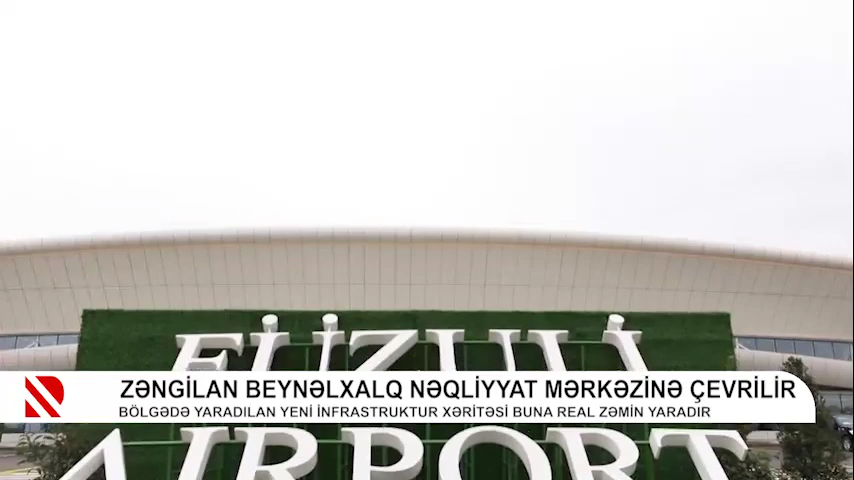 FÜZULİ
ZƏNGİLAN BEYNƏLXALQ NƏQLİYYAT MƏRKƏZİNƏ ÇEVRİLİR
BÖLGƏDƏ YARADILAN YENİ İNFRASTRUKTUR XƏRİTƏSİ BUNA REAL ZƏMİN YARADIR
AIRPORT